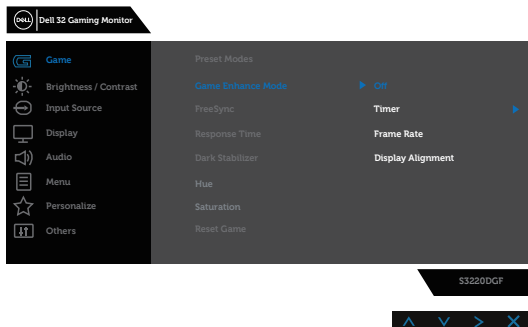 DELL Dell 32 Gaming Monitor
Game
Brightness / Contrast
Input Source
Display
Audio
Menu
Personalize
Others
Preset Modes
Game Enhance Mode
FreeSync
Response Time
Dark Stabilizer
Hue
Saturation
Reset Game
Off
Timer
Frame Rate
Display Alignment
S3220DGF